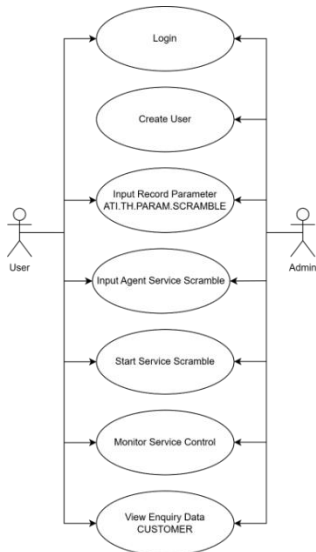 Login
Create User
Input Record Parameter
ATI.TH.PARAM.SCRAMBLE
User
Admin
Input Agent Service Scramble
Start Service Scramble
Monitor Service Control
View Enquiry Data
CUSTOMER